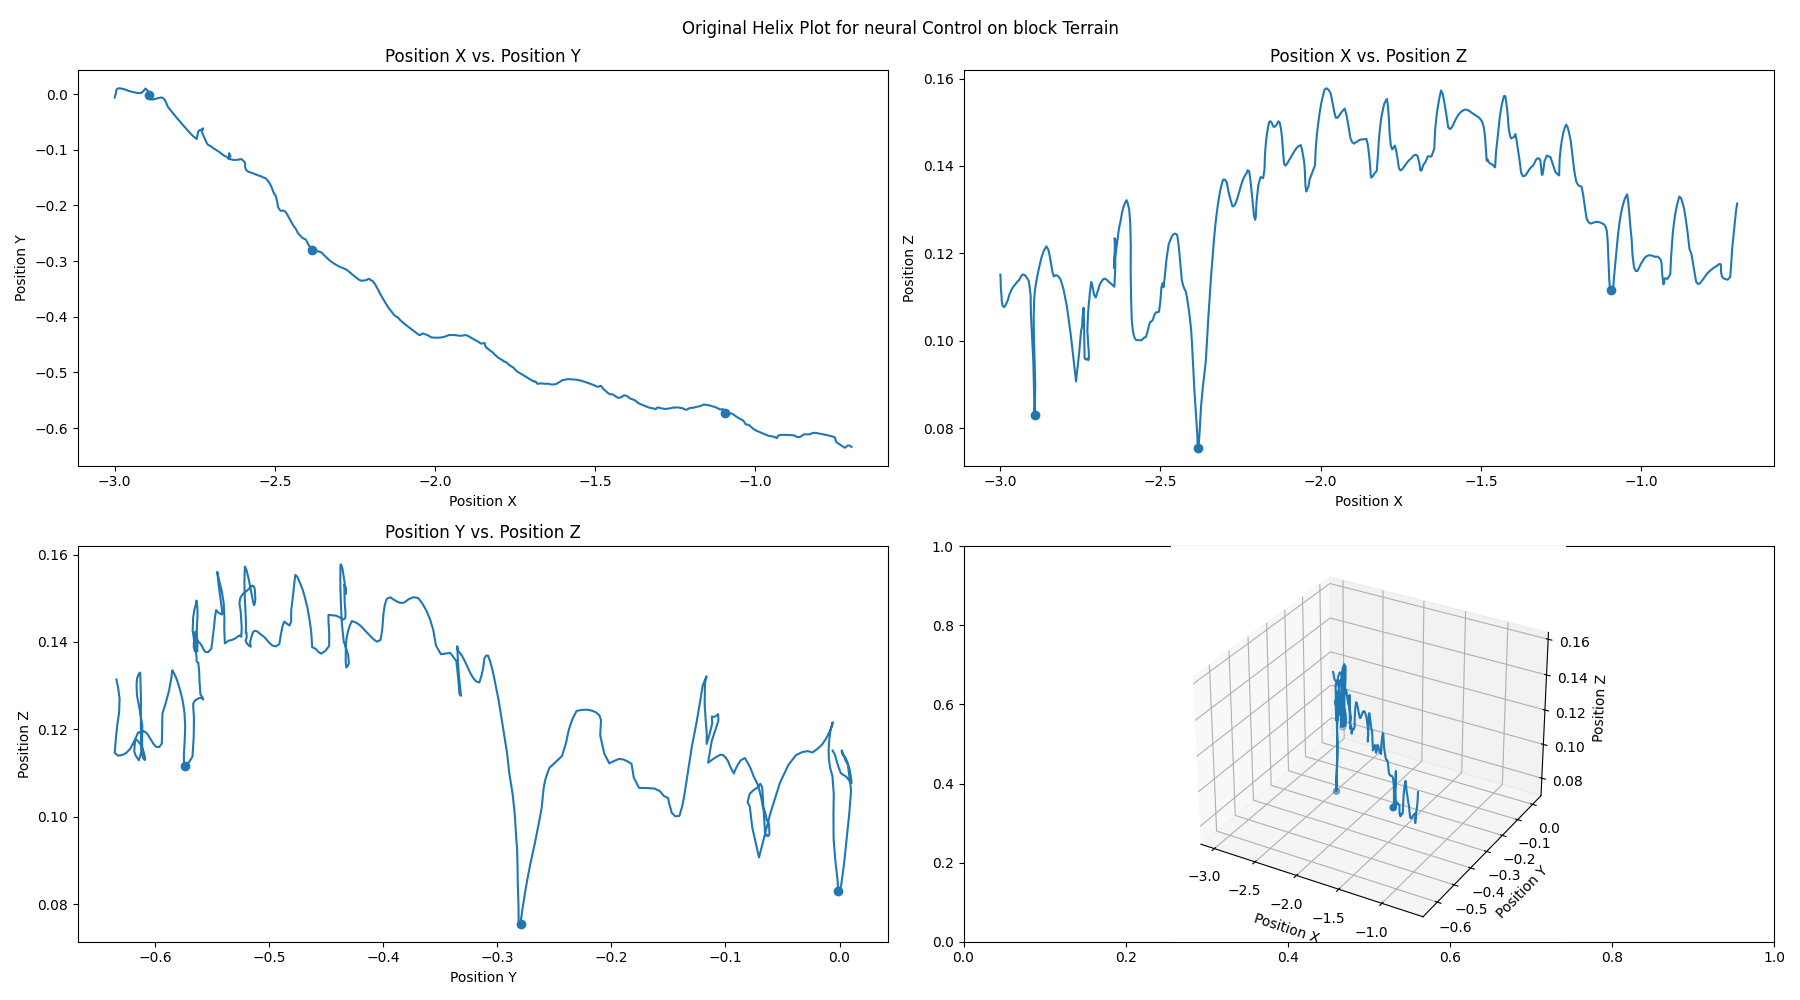 Original Helix Plot for neural Control on block Terrain
Position X vs. Position Y
0.0
−0.1
−0.2
−0.3
−0.4
−0.5
−0.6
Position Y
−3.0 −2.5 −2.0 −1.5 −1.0
Position X
Position X vs. Position Z
0.16
0.14
0.12
0.10
0.08
Position Z
−3.0 −2.5 −2.0 −1.5 −1.0
Position X
Position Y vs. Position Z
0.16
0.14
0.12
0.10
0.08
Position Z
−0.6 −0.5 −0.4 −0.3 −0.2 −0.1 0.0
Position Y
1.0
0.8
0.6
0.4
0.2
0.0
0.0 0.2 0.4 0.6 0.8 1.0
−3.0
−2.5
−2.0
−1.5
−1.0
Position X
0.0
−0.1
−0.2
−0.3
−0.4
−0.5
−0.6
Position Y
0.16
0.14
0.12
0.10
0.08
Position Z